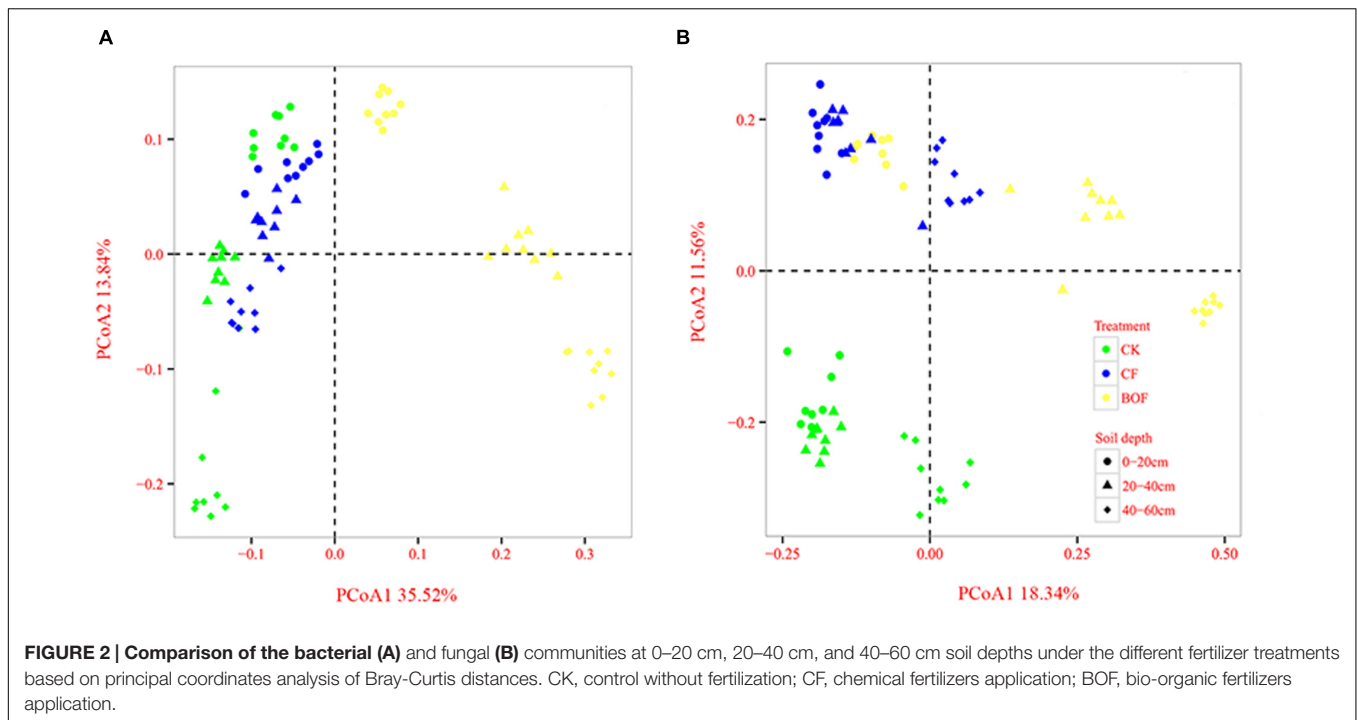 A
B
0.1
0.0
−0.1
−0.2
PCoA2 13.84%
−0.1
0.0
0.1
0.2
0.3
PCoA1 35.52%
0.2
0.0
−0.2
PCoA2 11.56%
−0.25
0.00
0.25
0.50
PCoA1 18.34%
Treatment
CK
CF
BOF
Soil depth
0−20cm
20−40cm
40−60cm
FIGURE 2 | Comparison of the bacterial (A) and fungal (B) communities at 0–20 cm, 20–40 cm, and 40–60 cm soil depths under the different fertilizer treatments
based on principal coordinates analysis of Bray-Curtis distances. CK, control without fertilization; CF, chemical fertilizers application; BOF, bio-organic fertilizers
application.